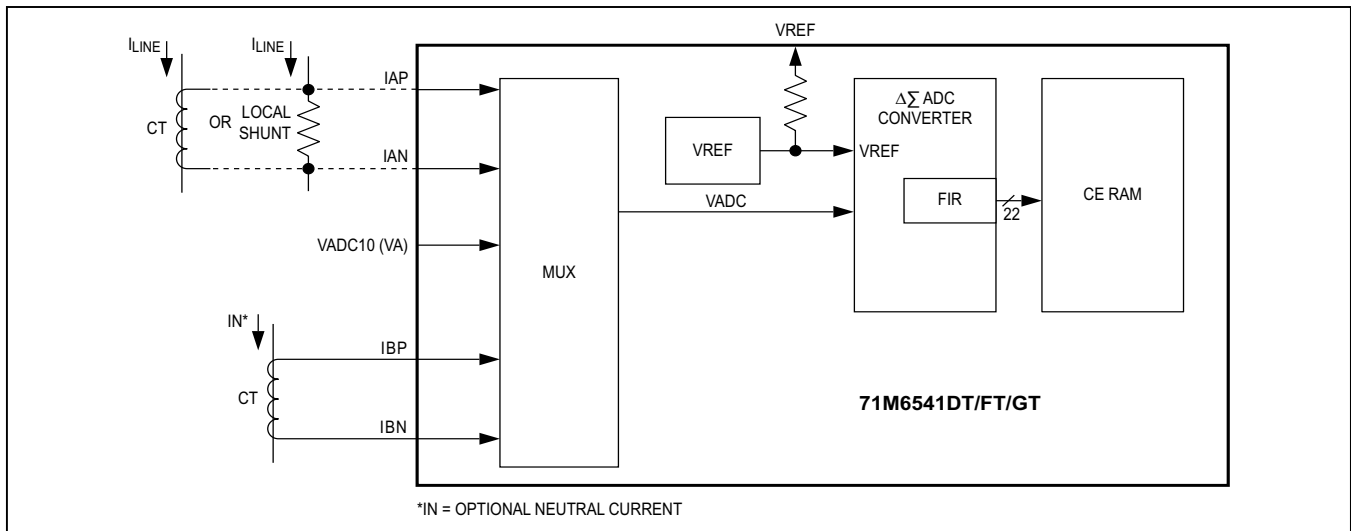 VREF
ILINE
ILINE
IAP
CT
OR
LOCAL
SHUNT
IAN
ΔΣ ADC
CONVERTER
VREF
VREF
FIR
22
CE RAM
VADC
VADC10 (VA)
MUX
IN*
IBP
CT
IBN
71M6541DT/FT/GT
*IN = OPTIONAL NEUTRAL CURRENT